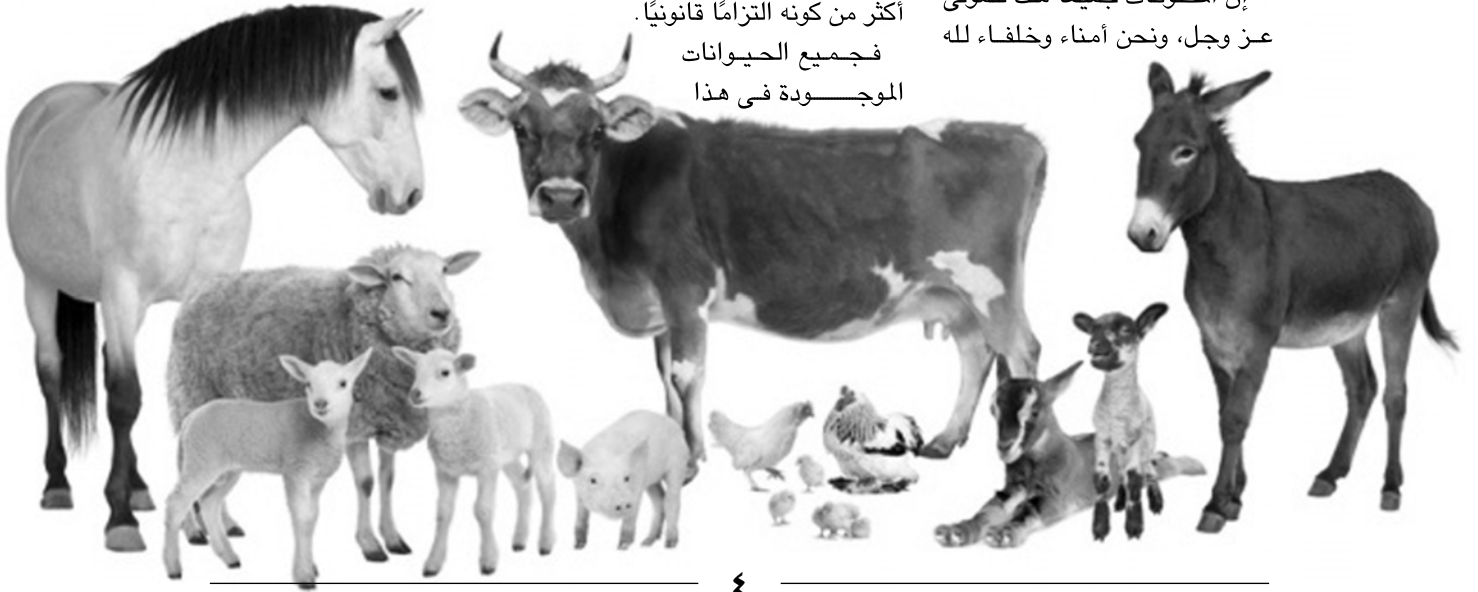 عز وجل، ونحن أمناء وخلفاء لله
أكثر من كونه التزامًا قانونيًا.
فجميع الحيوانات
الموجودة فى هذا
٤